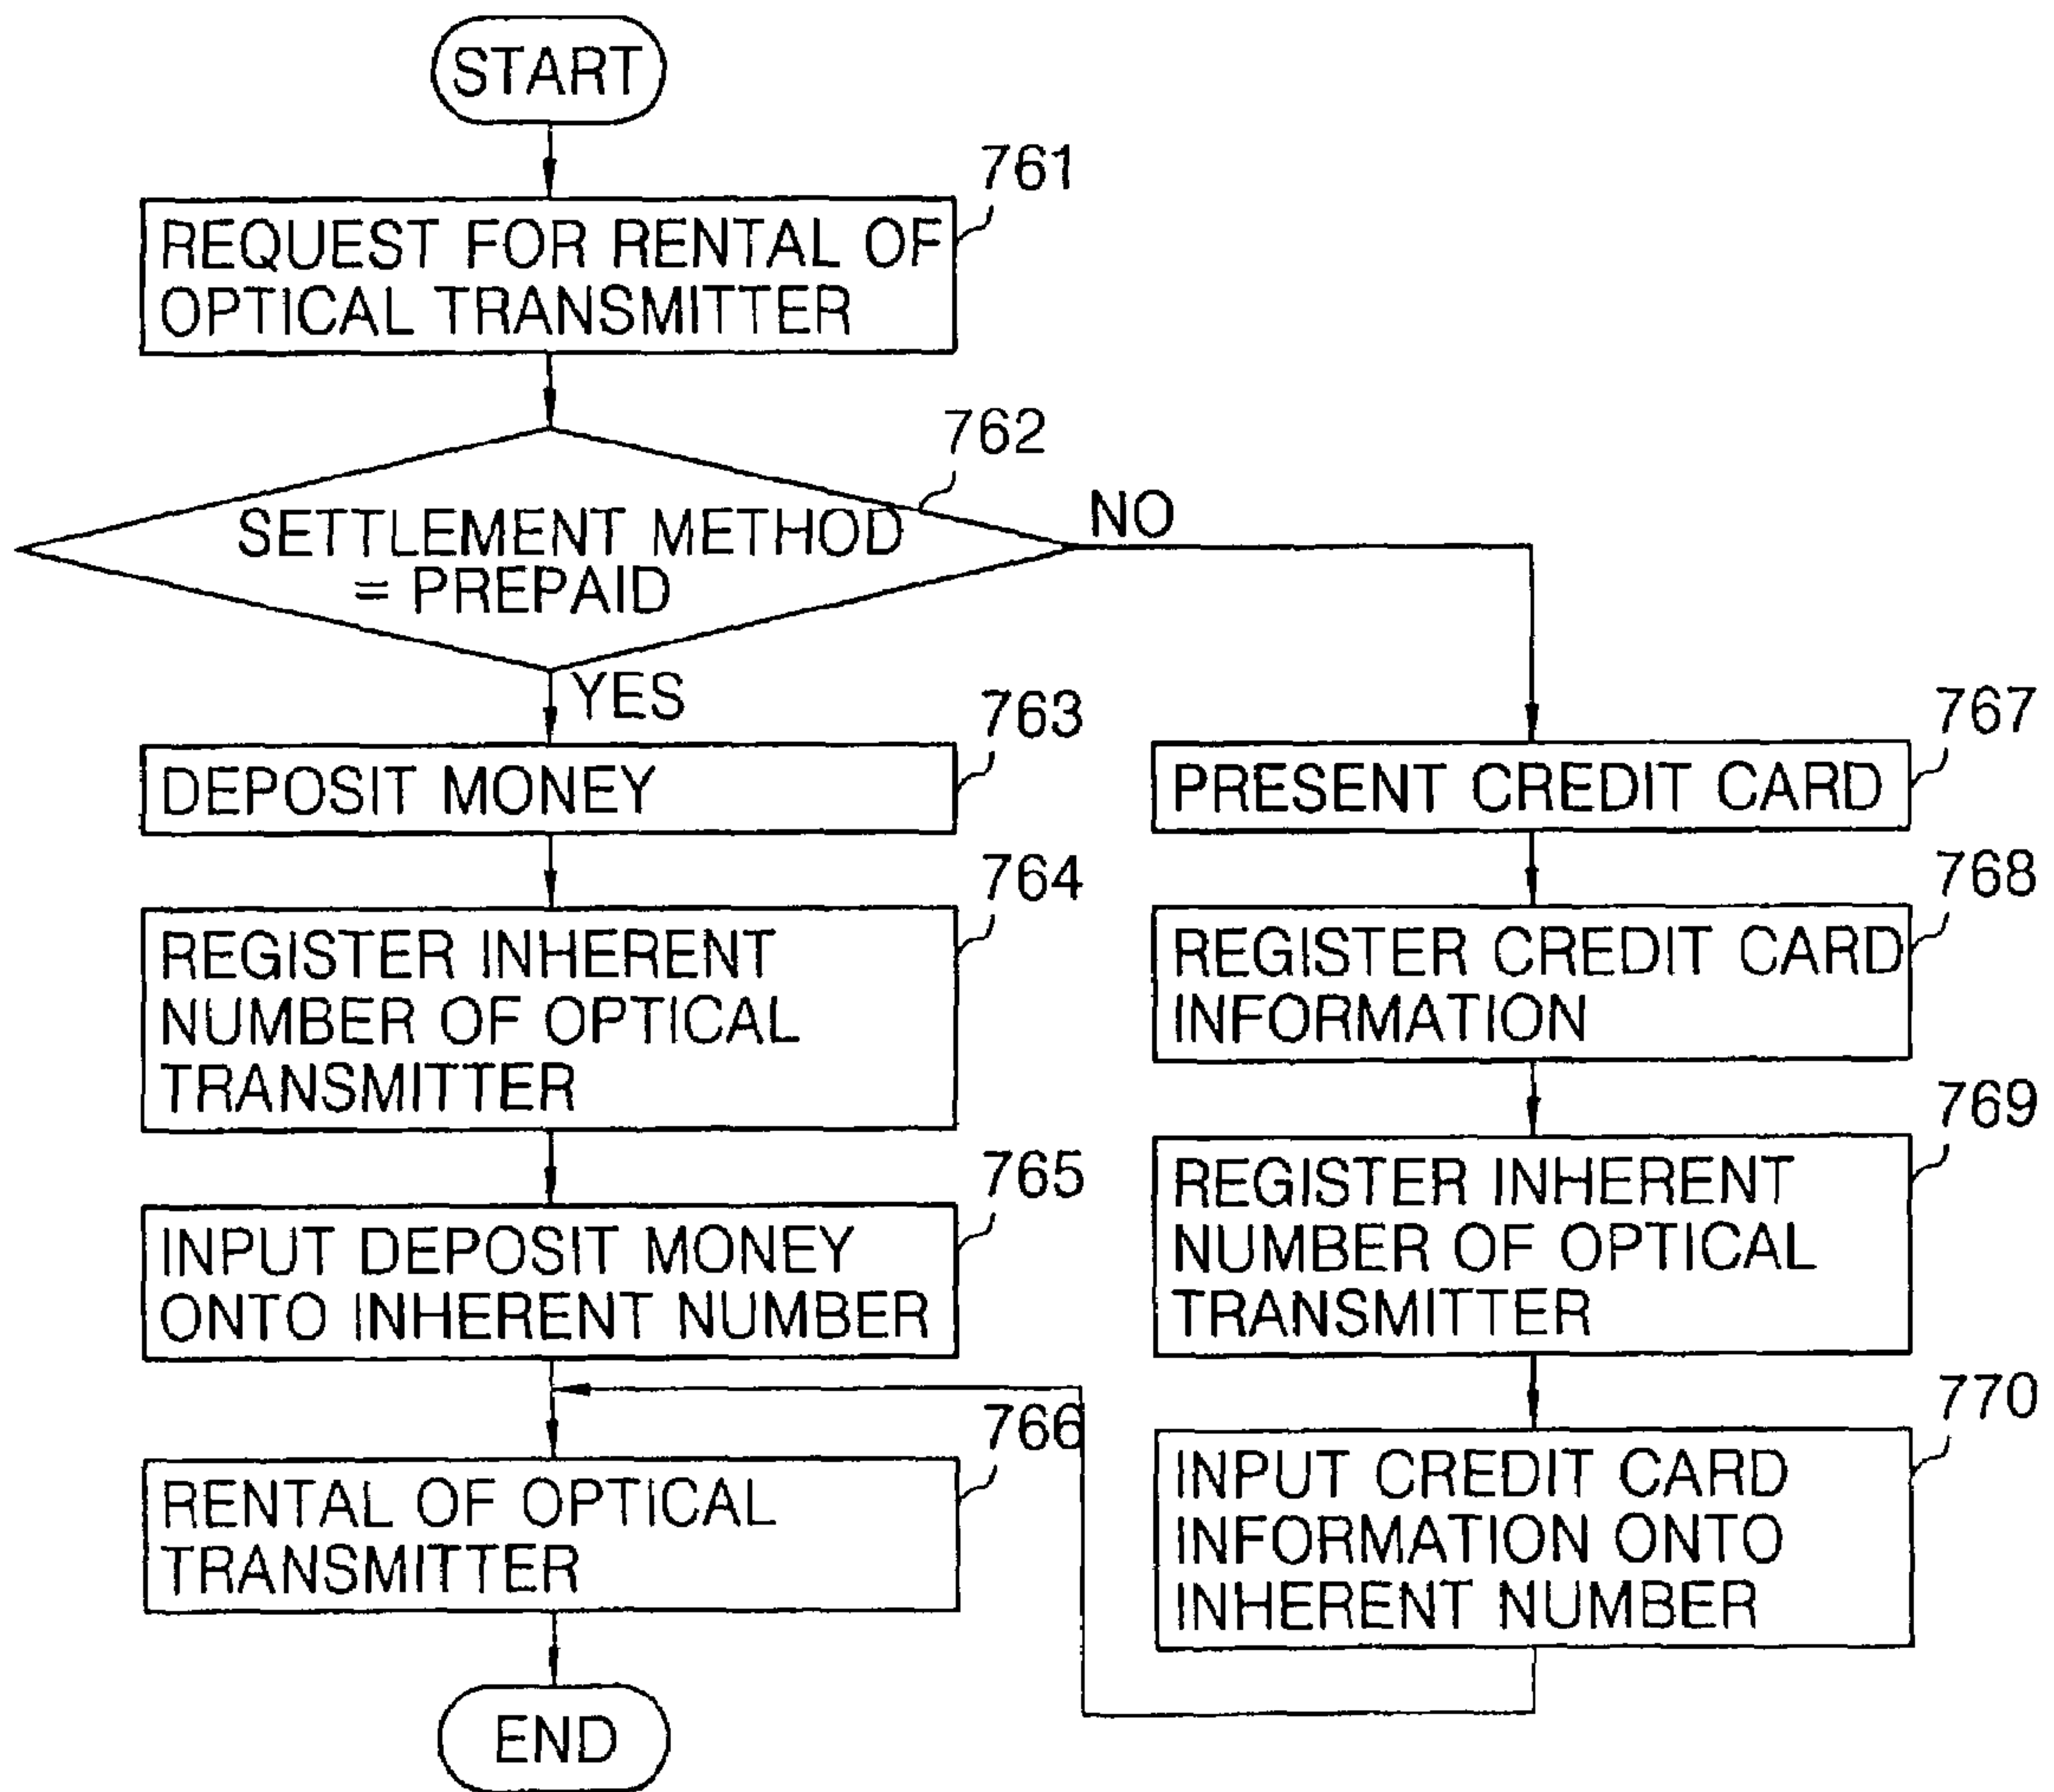 START
761
REQUEST FOR RENTAL OF
OPTICAL TRANSMITTER
762
SETTLEMENT METHOD
= PREPAID
NO
YES
763
DEPOSIT MONEY
764
REGISTER INHERENT
NUMBER OF OPTICAL
TRANSMITTER
765
INPUT DEPOSIT MONEY
ONTO INHERENT NUMBER
766
RENTAL OF OPTICAL
TRANSMITTER
END
767
PRESENT CREDIT CARD
768
REGISTER CREDIT CARD
INFORMATION
769
REGISTER INHERENT
NUMBER OF OPTICAL
TRANSMITTER
770
INPUT CREDIT CARD
INFORMATION ONTO
INHERENT NUMBER